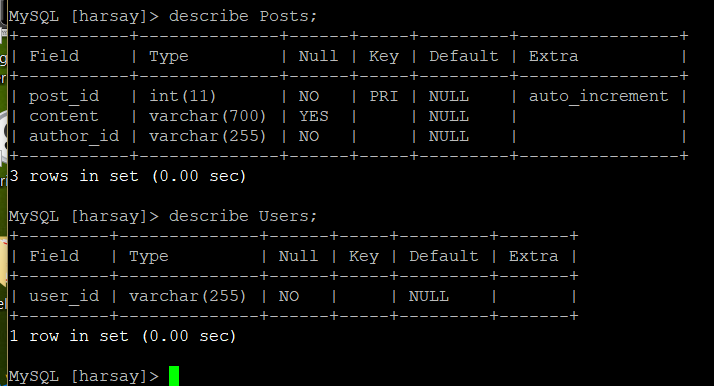 MySQL [harsay]> describe Posts;
+-----------+--------------+------+-----+---------+----------------+
| Field     | Type         | Null | Key | Default | Extra          |
+-----------+--------------+------+-----+---------+----------------+
| post_id   | int(11)      | NO   | PRI | NULL    | auto_increment |
| content   | varchar(700) | YES  |     | NULL    |                |
| author_id | varchar(255) | NO   |     | NULL    |                |
+-----------+--------------+------+-----+---------+----------------+
3 rows in set (0.00 sec)
MySQL [harsay]> describe Users;
+---------+--------------+------+-----+---------+-------+
| Field   | Type         | Null | Key | Default | Extra |
+---------+--------------+------+-----+---------+-------+
| user_id | varchar(255) | NO   |     | NULL    |       |
+---------+--------------+------+-----+---------+-------+
1 row in set (0.00 sec)
MySQL [harsay]>